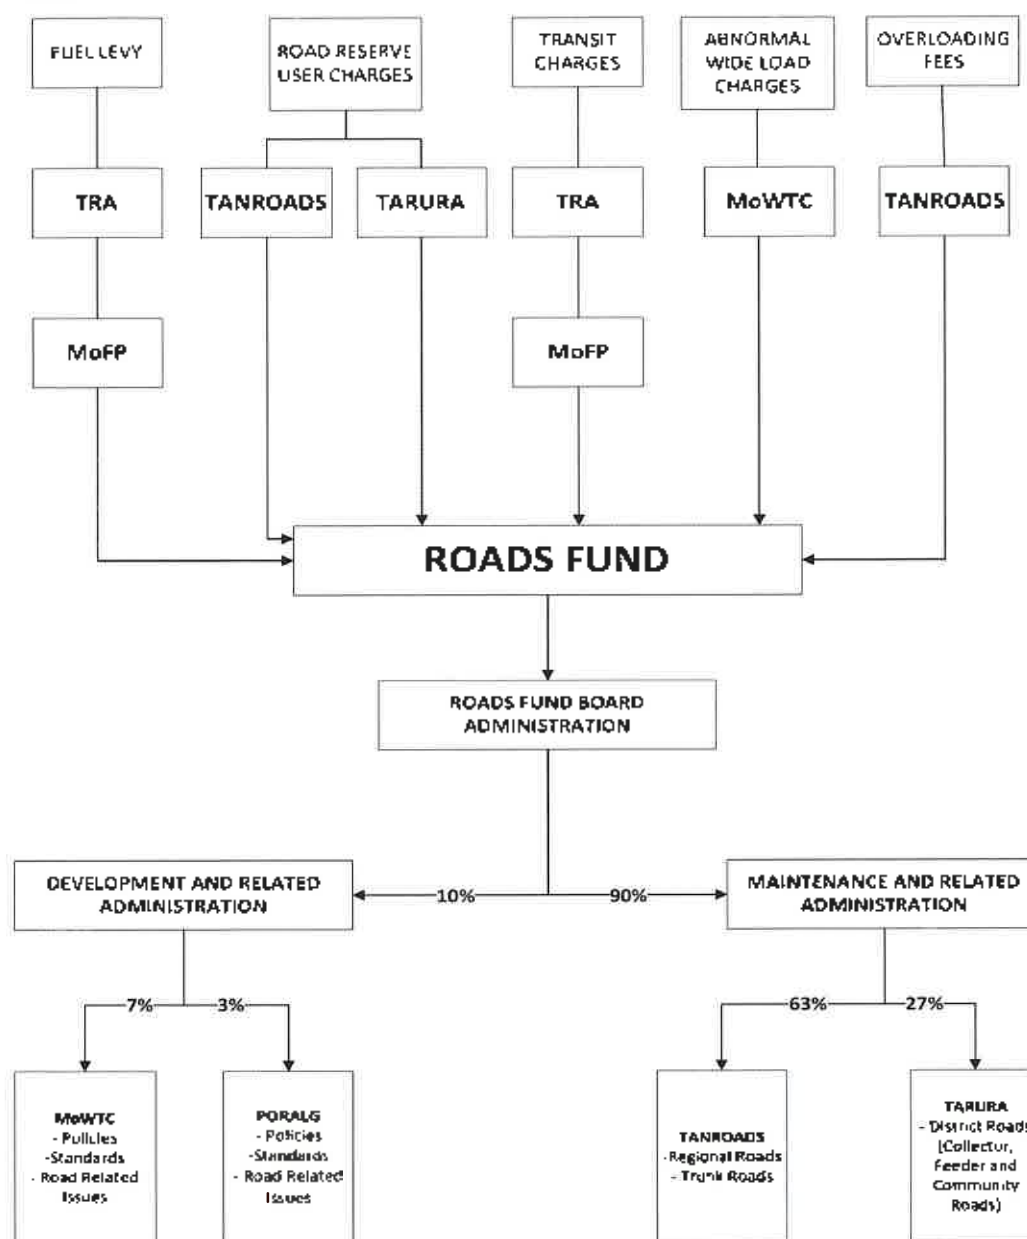 FUEL LEVY
ROAD RESERVE
USER CHARGES
TRANSIT
CHARGES
ABNORMAL
WIDE LOAD
CHARGES
OVERLOADING
FEES
TRA
TANROADS
TARURA
TRA
MoWTC
TANROADS
MoFP
MoFP
ROADS FUND
ROADS FUND BOARD
ADMINISTRATION
DEVELOPMENT AND RELATED
ADMINISTRATION
10%
90%
MAINTENANCE AND RELATED
ADMINISTRATION
7%
3%
63%
27%
MoWTC
- Policies
-Standards
- Road Related
Issues
PORALG
- Policies
-Standards
- Road Related
Issues
TANROADS
-Regional Roads
- Trunk Roads
TARURA
- District Roads
(Collector,
Feeder and
Community
Roads)